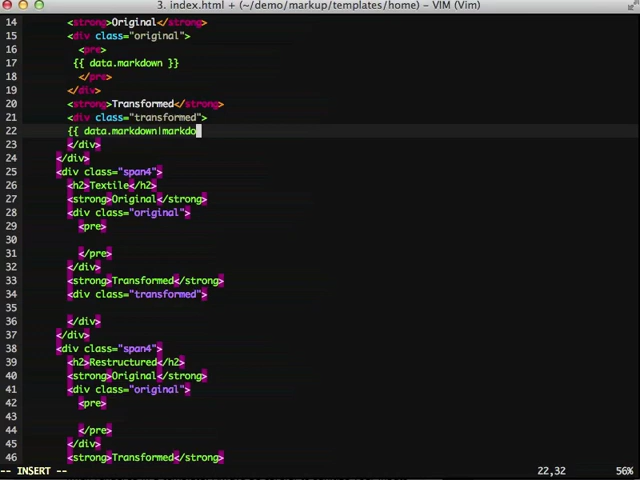 3. index.html + (~/demo/markup/templates/home) - VIM (Vim)
14 <strong>Original</strong>
15 <div class="original">
16 <pre>
17 {{ data.markdown }}
18 </pre>
19 </div>
20 <strong>Transformed</strong>
21 <div class="transformed">
22 {{ data.markdown|markdo
23 </div>
24 </div>
25 <div class="span4">
26 <h2>Textile</h2>
27 <strong>Original</strong>
28 <div class="original">
29 <pre>
30
31 </pre>
32 </div>
33 <strong>Transformed</strong>
34 <div class="transformed">
35
36 </div>
37 </div>
38 <div class="span4">
39 <h2>Restructured</h2>
40 <strong>Original</strong>
41 <div class="original">
42 <pre>
43
44 </pre>
45 </div>
46 <strong>Transformed</strong>
-- INSERT -- 22,32 56%